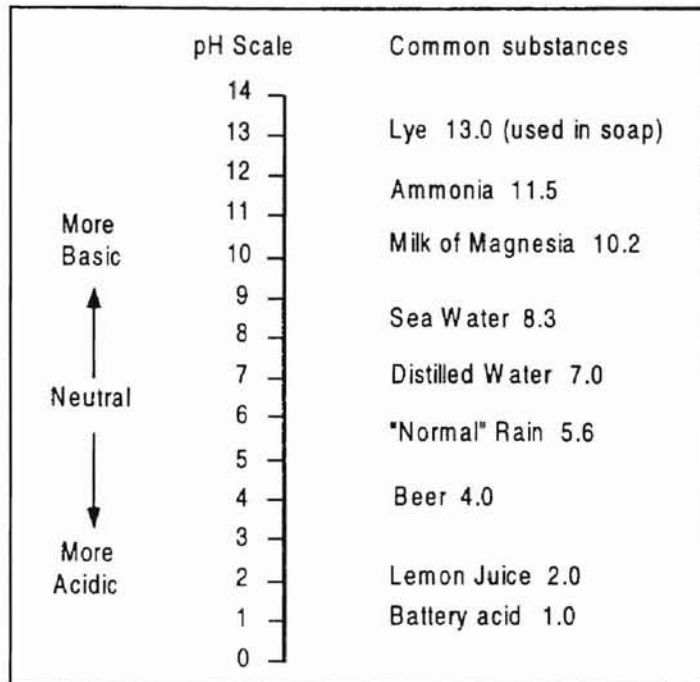 pH Scale Common substances
14
13 Lye 13.0 (used in soap)
12
Ammonia 11.5
11
More
Basic
10 Milk of Magnesia 10.2
9
Sea Water 8.3
8
7 Distilled Water 7.0
Neutral
6
"Normal" Rain 5.6
5
4 Beer 4.0
3
More
Acidic
2 Lemon Juice 2.0
1 Battery acid 1.0
0